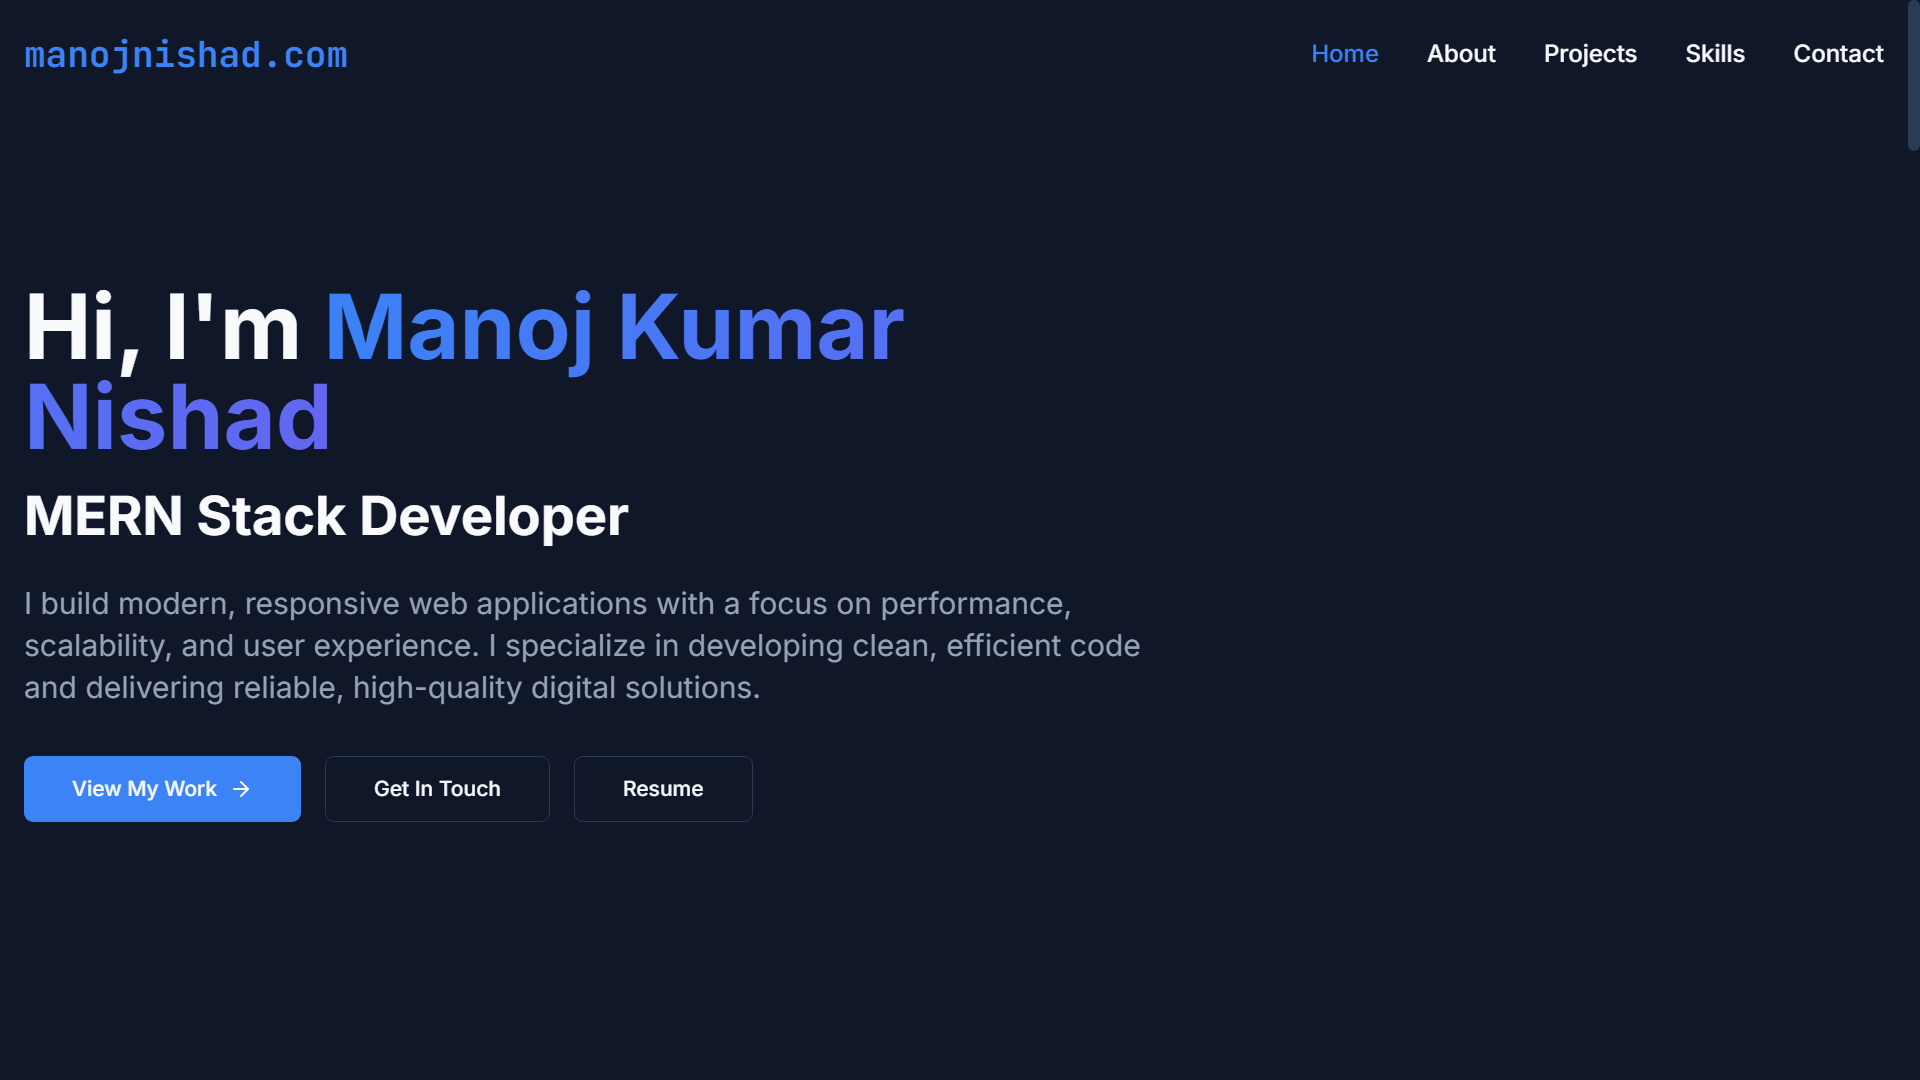 manojnishad.com
Home About Projects Skills Contact
Hi, I'm Manoj Kumar
Nishad
MERN Stack Developer
I build modern, responsive web applications with a focus on performance,
scalability, and user experience. I specialize in developing clean, efficient code
and delivering reliable, high-quality digital solutions.
View My Work → Get In Touch Resume